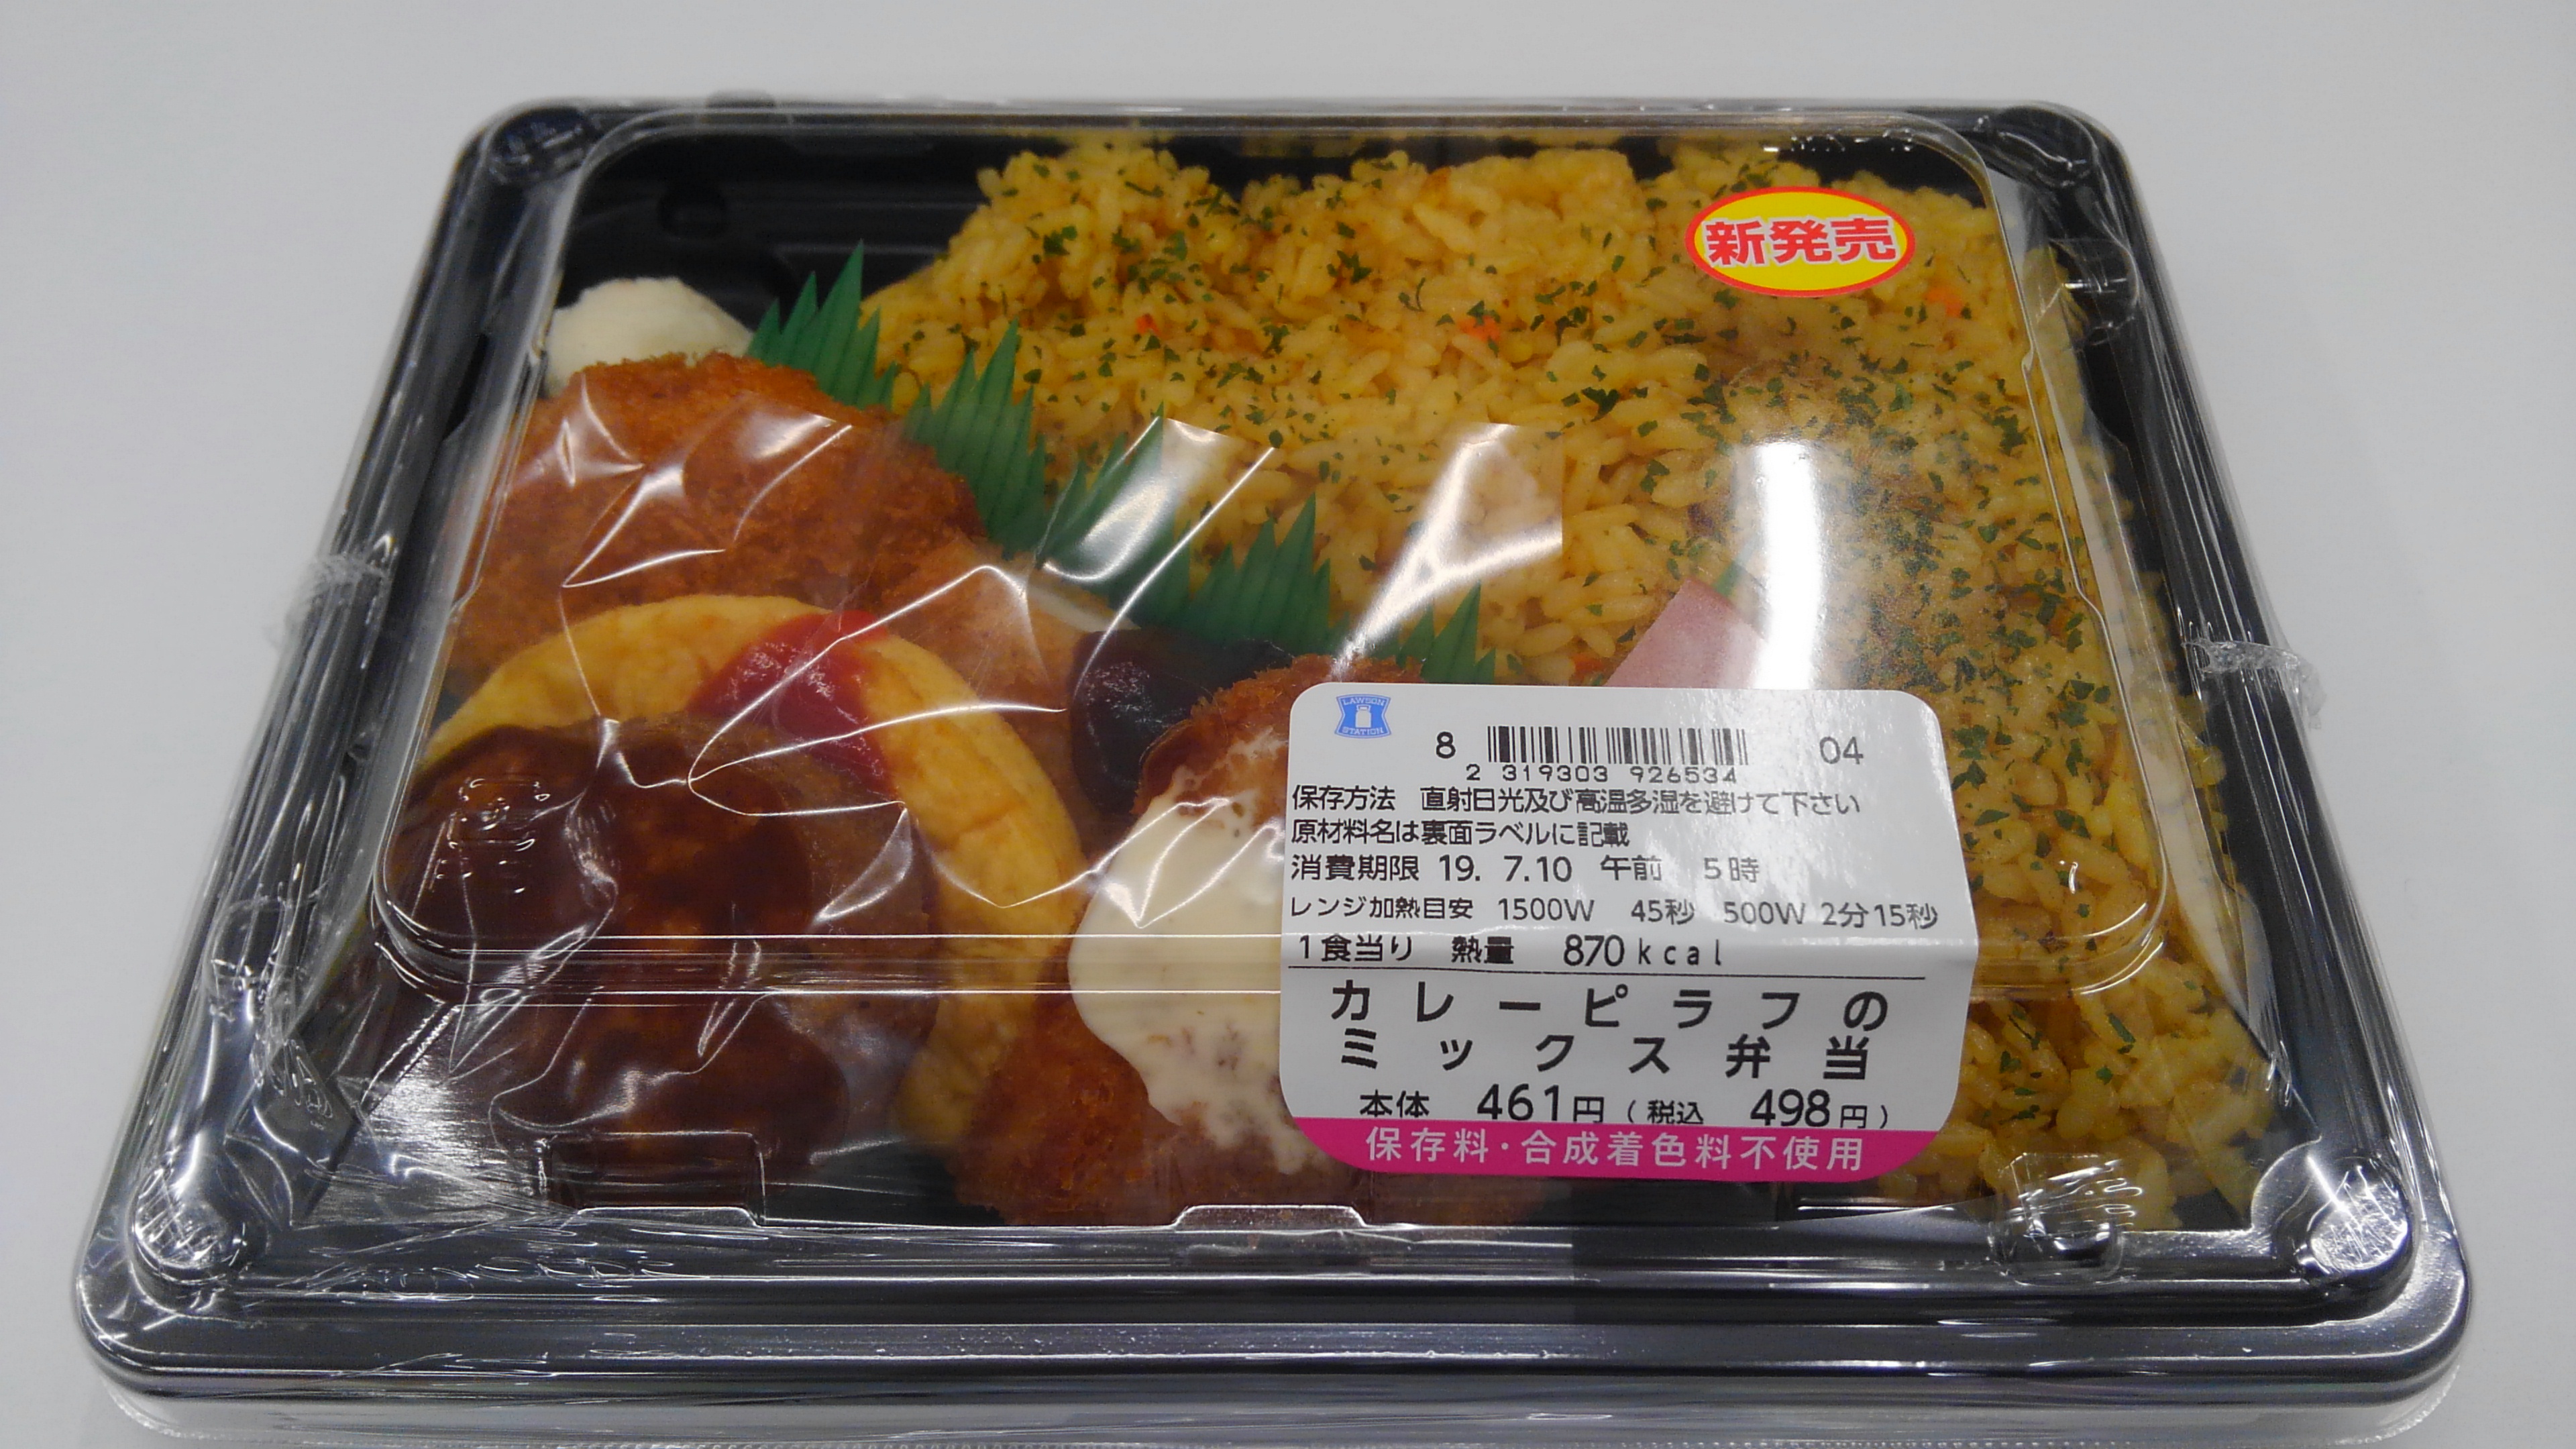 新発売
LAWSON
STATION
8 04
2 319303 926534
保存方法 直射日光及び高温多湿を避けて下さい
原材料名は裏面ラベルに記載
消費期限 19. 7.10 午前 5時
レンジ加熱目安 1500W 45秒 500W 2分15秒
1食当り 熱量 870kcal
カレーピラフの
ミックス弁当
本体 461円(税込 498円)
保存料・合成着色料不使用